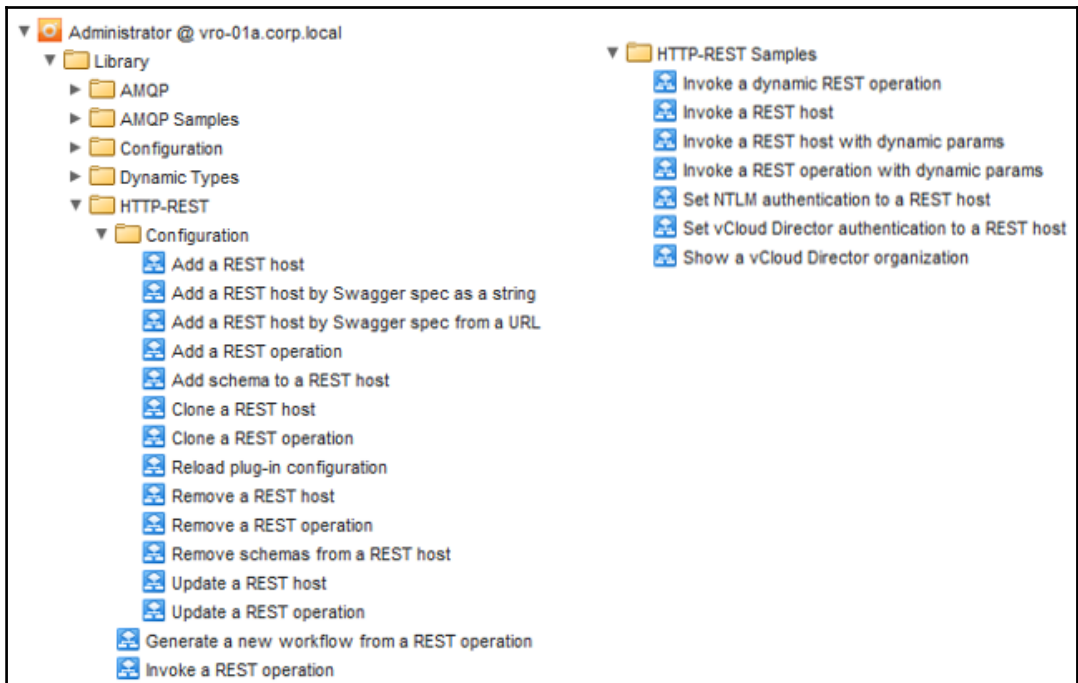 Administrator @ vro-01a.corp.local
Library
AMQP
AMQP Samples
Configuration
Dynamic Types
HTTP-REST
Configuration
Add a REST host
Add a REST host by Swagger spec as a string
Add a REST host by Swagger spec from a URL
Add a REST operation
Add schema to a REST host
Clone a REST host
Clone a REST operation
Reload plug-in configuration
Remove a REST host
Remove a REST operation
Remove schemas from a REST host
Update a REST host
Update a REST operation
Generate a new workflow from a REST operation
Invoke a REST operation
HTTP-REST Samples
Invoke a dynamic REST operation
Invoke a REST host
Invoke a REST host with dynamic params
Invoke a REST operation with dynamic params
Set NTLM authentication to a REST host
Set vCloud Director authentication to a REST host
Show a vCloud Director organization